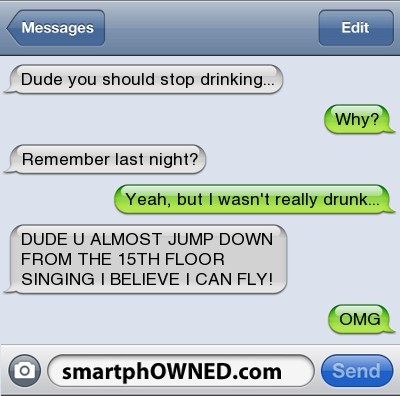 Messages
Edit
Dude you should stop drinking...
Why?
Remember last night?
Yeah, but I wasn't really drunk...
DUDE U ALMOST JUMP DOWN
FROM THE 15TH FLOOR
SINGING I BELIEVE I CAN FLY!
OMG
smartphOWNED.com
Send